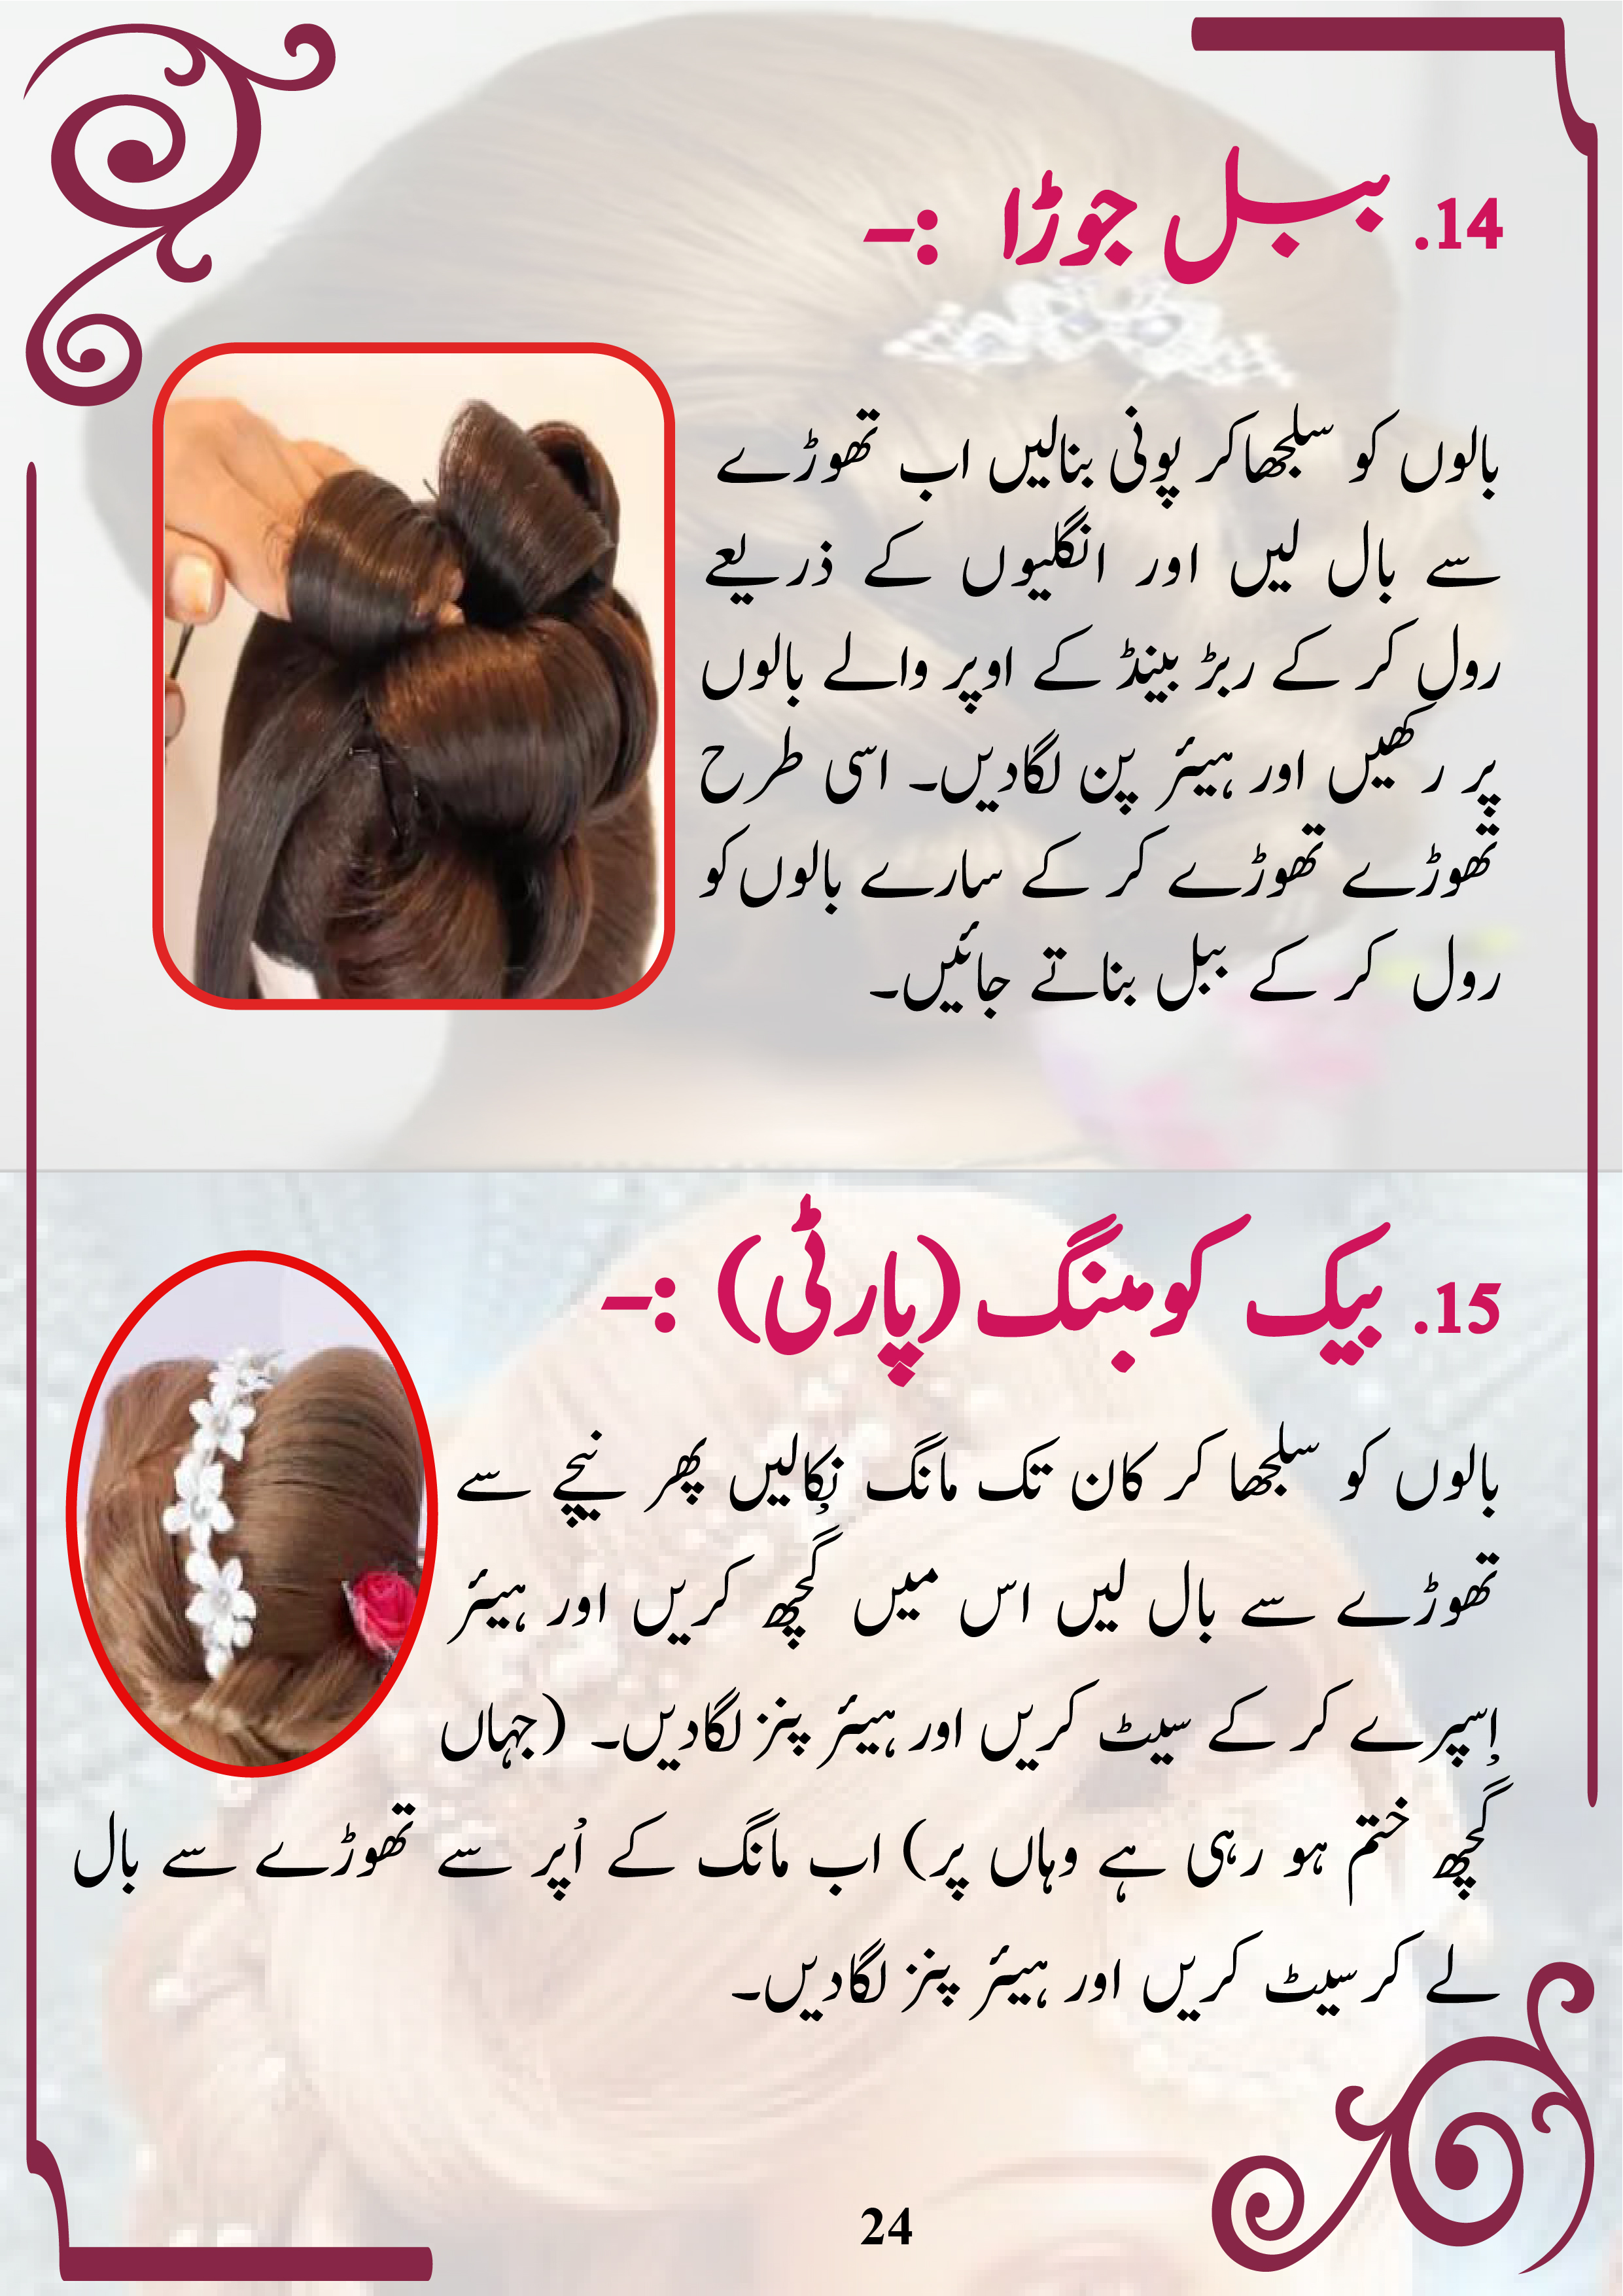 14. ببل جوڑا :-
بالوں کو سلجھاکر پونی بنالیں اب تھوڑے
سے بال لیں اور انگلیوں کے ذریعے
رول کر کے ربڑ بینڈ کے اوپر والے بالوں
پر رکھیں اور ہیئر پن لگادیں۔ اسی طرح
تھوڑے تھوڑے کر کے سارے بالوں کو
رول کر کے ببل بناتے جائیں۔
15. بیک کومبنگ (پارٹی) :-
بالوں کو سلجھا کر کان تک مانگ نِکالیں پھر نیچے سے
تھوڑے سے بال لیں اس میں گچھ کریں اور ہیئر
اِسپرے کر کے سیٹ کریں اور ہیئر پنز لگادیں۔ (جہاں
گچھ ختم ہو رہی ہے وہاں پر) اب مانگ کے اُپر سے تھوڑے سے بال
لے کر سیٹ کریں اور ہیئر پنز لگادیں۔
24